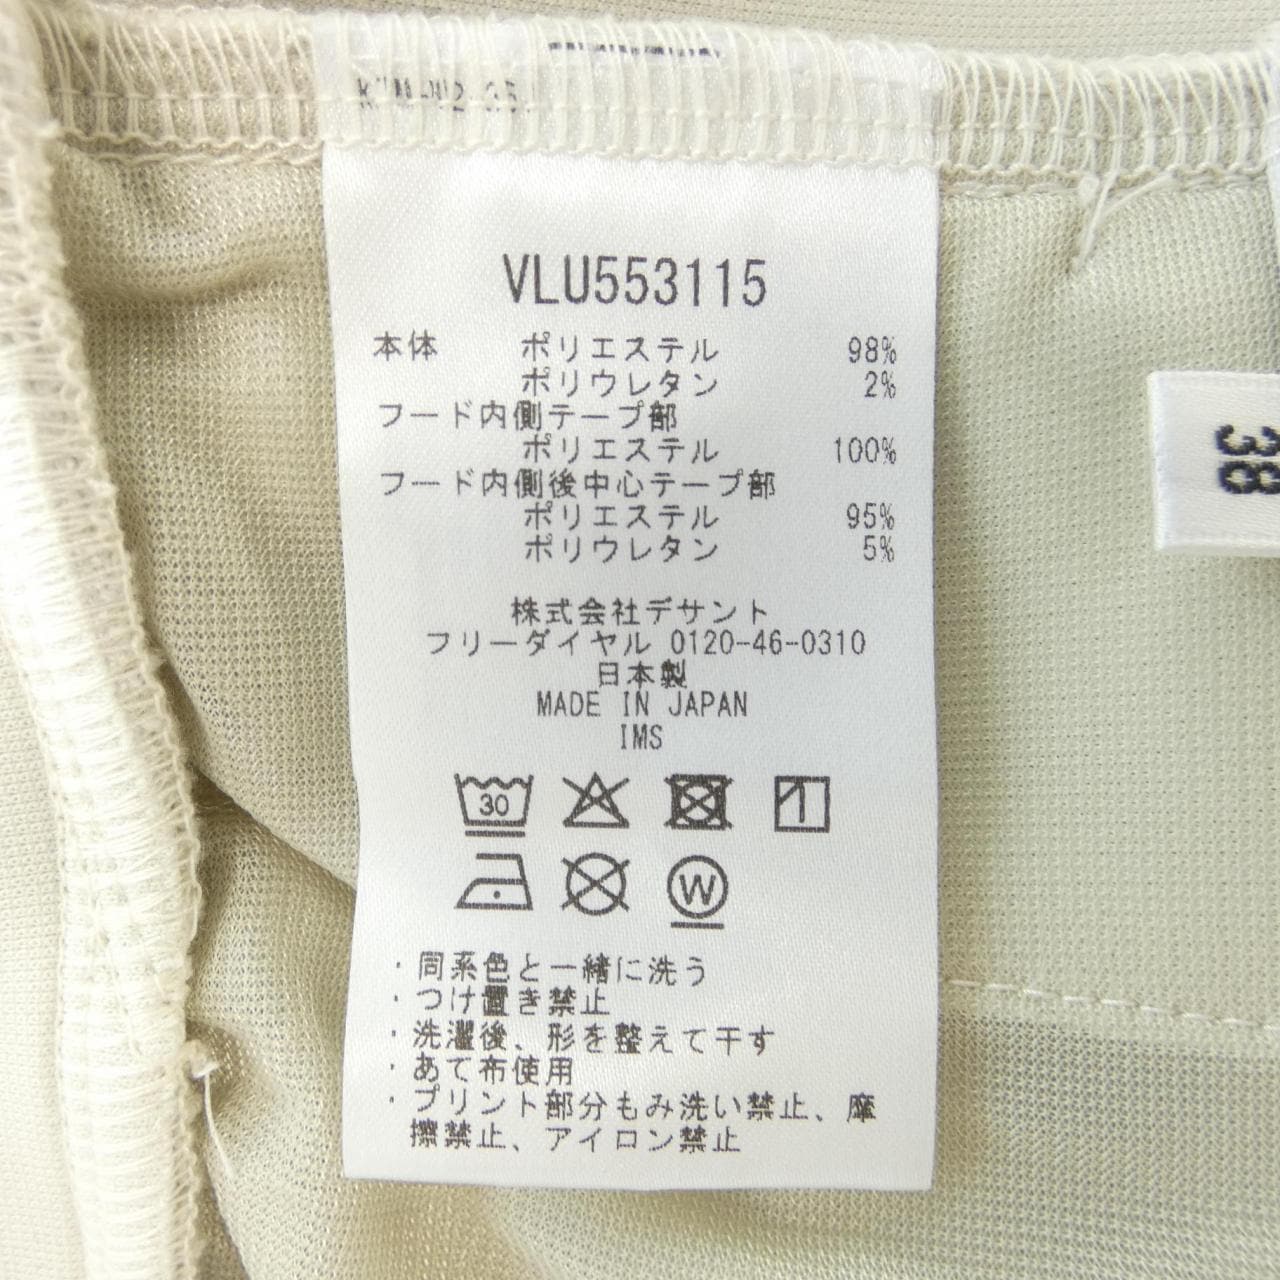 VLU553115
本体 ポリエステル 98%
ポリウレタン 2%
フード内側テープ部
ポリエステル 100%
フード内側後中心テープ部
ポリエステル 95%
ポリウレタン 5%
株式会社デサント
フリーダイヤル 0120-46-0310
日本製
MADE IN JAPAN
IMS
30
1
W
・同系色と一緒に洗う
・つけ置き禁止
・洗濯後、形を整えて干す
・あて布使用
・プリント部分もみ洗い禁止、摩
擦禁止、アイロン禁止
38